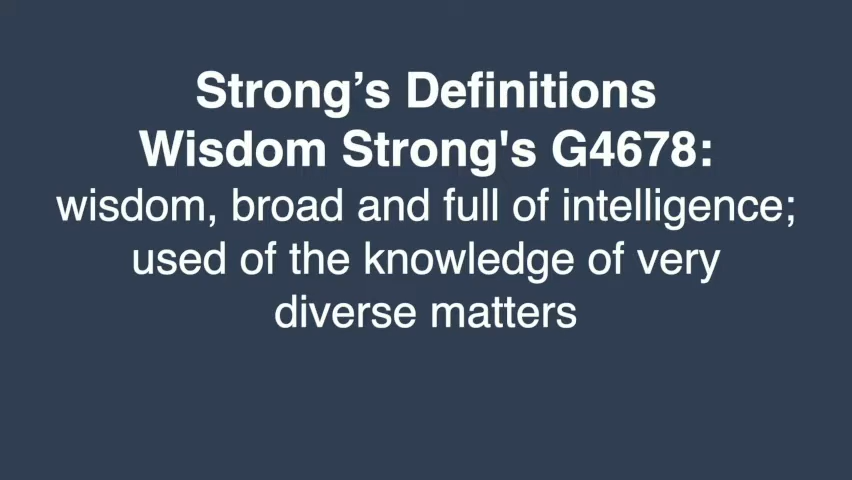 Strong’s Definitions
Wisdom Strong's G4678:
wisdom, broad and full of intelligence;
used of the knowledge of very
diverse matters